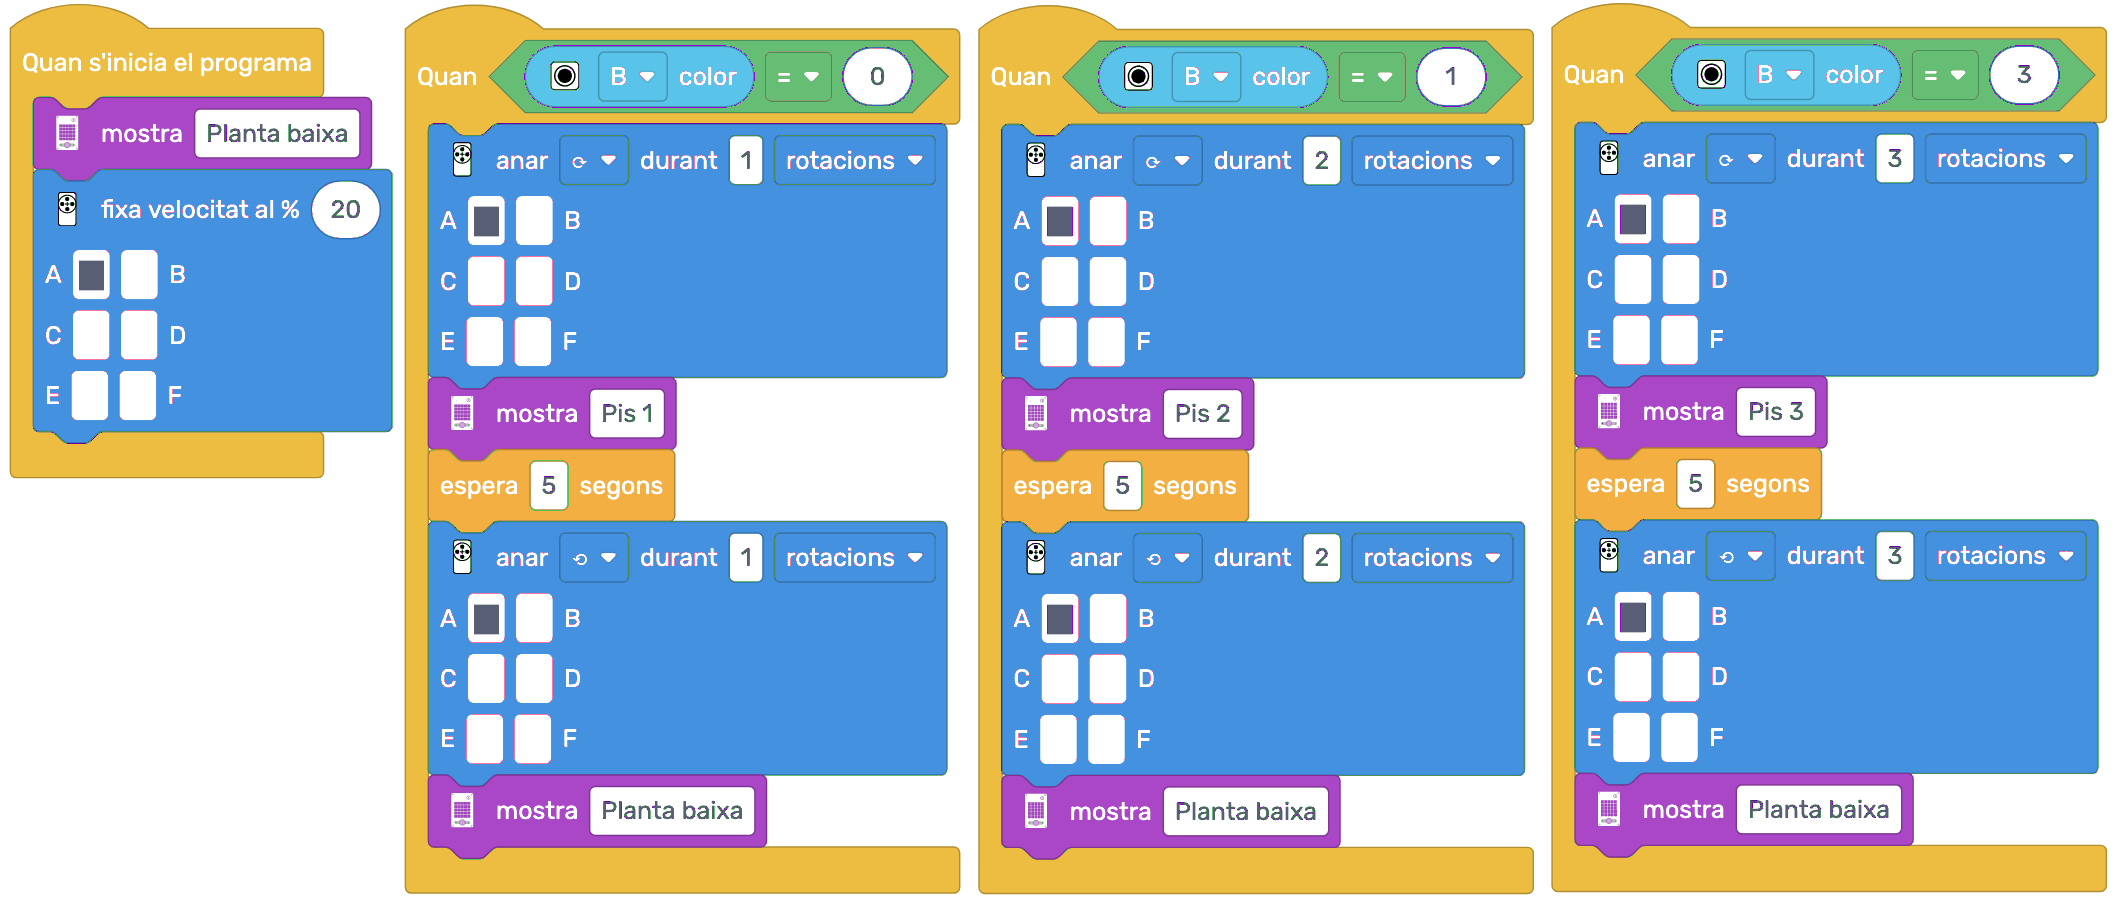 Quan s'inicia el programa
mostra Planta baixa
fixa velocitat al % 20
A B
C D
E F
Quan B color = 0
anar durant 1 rotacions
A B
C D
E F
mostra Pis 1
espera 5 segons
anar durant 1 rotacions
A B
C D
E F
mostra Planta baixa
Quan B color = 1
anar durant 2 rotacions
A B
C D
E F
mostra Pis 2
espera 5 segons
anar durant 2 rotacions
A B
C D
E F
mostra Planta baixa
Quan B color = 3
anar durant 3 rotacions
A B
C D
E F
mostra Pis 3
espera 5 segons
anar durant 3 rotacions
A B
C D
E F
mostra Planta baixa